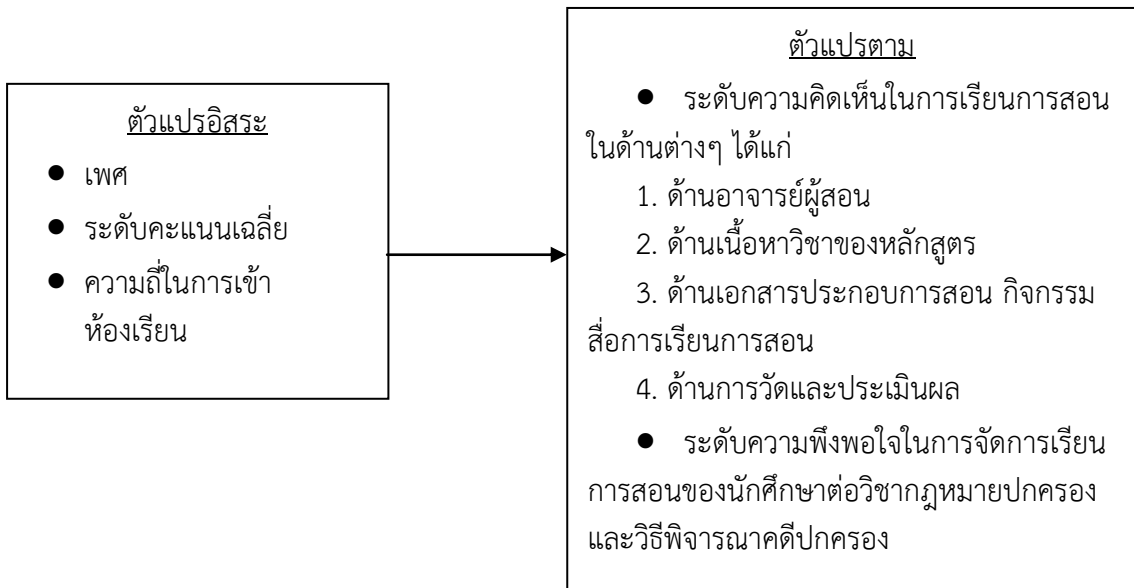 ตัวแปรอิสระ
● เพศ
● ระดับคะแนนเฉลี่ย
● ความถี่ในการเข้า
ห้องเรียน
ตัวแปรตาม
● ระดับความคิดเห็นในการเรียนการสอน
ในด้านต่างๆ ได้แก่
1. ด้านอาจารย์ผู้สอน
2. ด้านเนื้อหาวิชาของหลักสูตร
3. ด้านเอกสารประกอบการสอน กิจกรรม
สื่อการเรียนการสอน
4. ด้านการวัดและประเมินผล
● ระดับความพึงพอใจในการจัดการเรียน
การสอนของนักศึกษาต่อวิชากฎหมายปกครอง
และวิธีพิจารณาคดีปกครอง